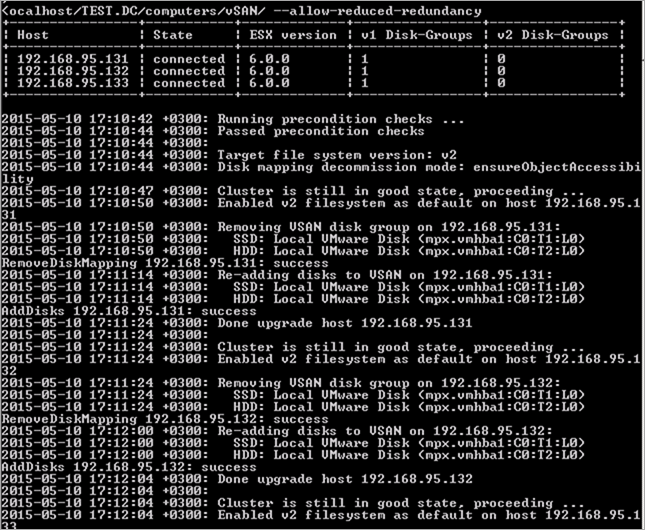 <ocalhost/TEST.DC/computers/vSAN/ --allow-reduced-redundancy
| Host | State | ESX version | v1 Disk-Groups | v2 Disk-Groups |
| 192.168.95.131 | connected | 6.0.0 | 1 | 0 |
| 192.168.95.132 | connected | 6.0.0 | 1 | 0 |
| 192.168.95.133 | connected | 6.0.0 | 1 | 0 |
2015-05-10 17:10:42 +0300: Running precondition checks ...
2015-05-10 17:10:44 +0300: Passed precondition checks
2015-05-10 17:10:44 +0300:
2015-05-10 17:10:44 +0300: Target file system version: v2
2015-05-10 17:10:44 +0300: Disk mapping decommission mode: ensureObjectAccessibi
lity
2015-05-10 17:10:47 +0300: Cluster is still in good state, proceeding ...
2015-05-10 17:10:50 +0300: Enabled v2 filesystem as default on host 192.168.95.1
31
2015-05-10 17:10:50 +0300: Removing VSAN disk group on 192.168.95.131:
2015-05-10 17:10:50 +0300:   SSD: Local VMware Disk (mpx.vmhba1:C0:T1:L0)
2015-05-10 17:10:50 +0300:   HDD: Local VMware Disk (mpx.vmhba1:C0:T2:L0)
RemoveDiskMapping 192.168.95.131: success
2015-05-10 17:11:14 +0300: Re-adding disks to VSAN on 192.168.95.131:
2015-05-10 17:11:14 +0300:   SSD: Local VMware Disk (mpx.vmhba1:C0:T1:L0)
2015-05-10 17:11:14 +0300:   HDD: Local VMware Disk (mpx.vmhba1:C0:T2:L0)
AddDisks 192.168.95.131: success
2015-05-10 17:11:24 +0300: Done upgrade host 192.168.95.131
2015-05-10 17:11:24 +0300:
2015-05-10 17:11:24 +0300: Cluster is still in good state, proceeding ...
2015-05-10 17:11:24 +0300: Enabled v2 filesystem as default on host 192.168.95.1
32
2015-05-10 17:11:24 +0300: Removing VSAN disk group on 192.168.95.132:
2015-05-10 17:11:24 +0300:   SSD: Local VMware Disk (mpx.vmhba1:C0:T1:L0)
2015-05-10 17:11:24 +0300:   HDD: Local VMware Disk (mpx.vmhba1:C0:T2:L0)
RemoveDiskMapping 192.168.95.132: success
2015-05-10 17:12:00 +0300: Re-adding disks to VSAN on 192.168.95.132:
2015-05-10 17:12:00 +0300:   SSD: Local VMware Disk (mpx.vmhba1:C0:T1:L0)
2015-05-10 17:12:00 +0300:   HDD: Local VMware Disk (mpx.vmhba1:C0:T2:L0)
AddDisks 192.168.95.132: success
2015-05-10 17:12:04 +0300: Done upgrade host 192.168.95.132
2015-05-10 17:12:04 +0300:
2015-05-10 17:12:04 +0300: Cluster is still in good state, proceeding ...
2015-05-10 17:12:04 +0300: Enabled v2 filesystem as default on host 192.168.95.1
33